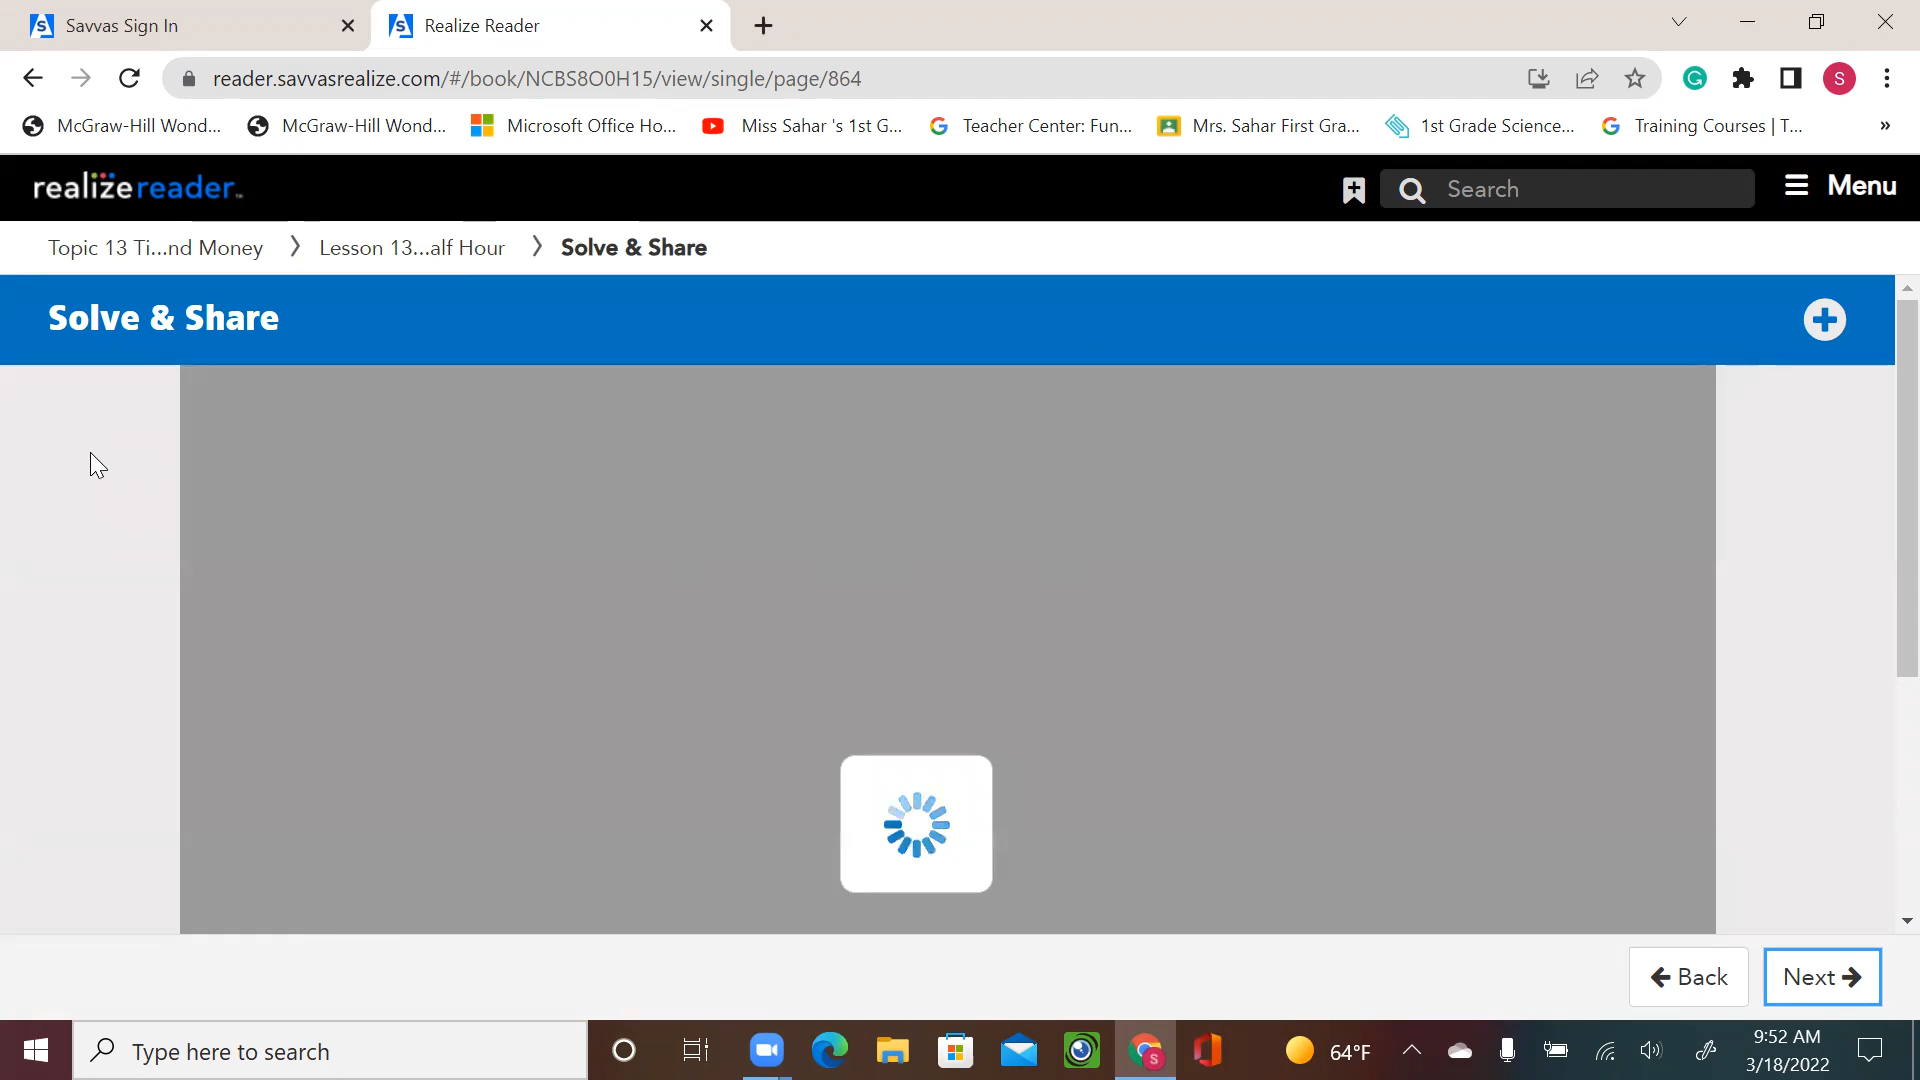 Savvas Sign In
Realize Reader
reader.savvasrealize.com/#/book/NCBS8O0H15/view/single/page/864
S
McGraw-Hill Wond...
McGraw-Hill Wond...
Microsoft Office Ho...
Miss Sahar 's 1st G...
Teacher Center: Fun...
Mrs. Sahar First Gra...
1st Grade Science...
Training Courses | T...
»
realizereader™
Search
Menu
Topic 13 Ti...nd Money
Lesson 13...alf Hour
Solve & Share
Solve & Share
Back
Next
Type here to search
S
64°F
9:52 AM
3/18/2022